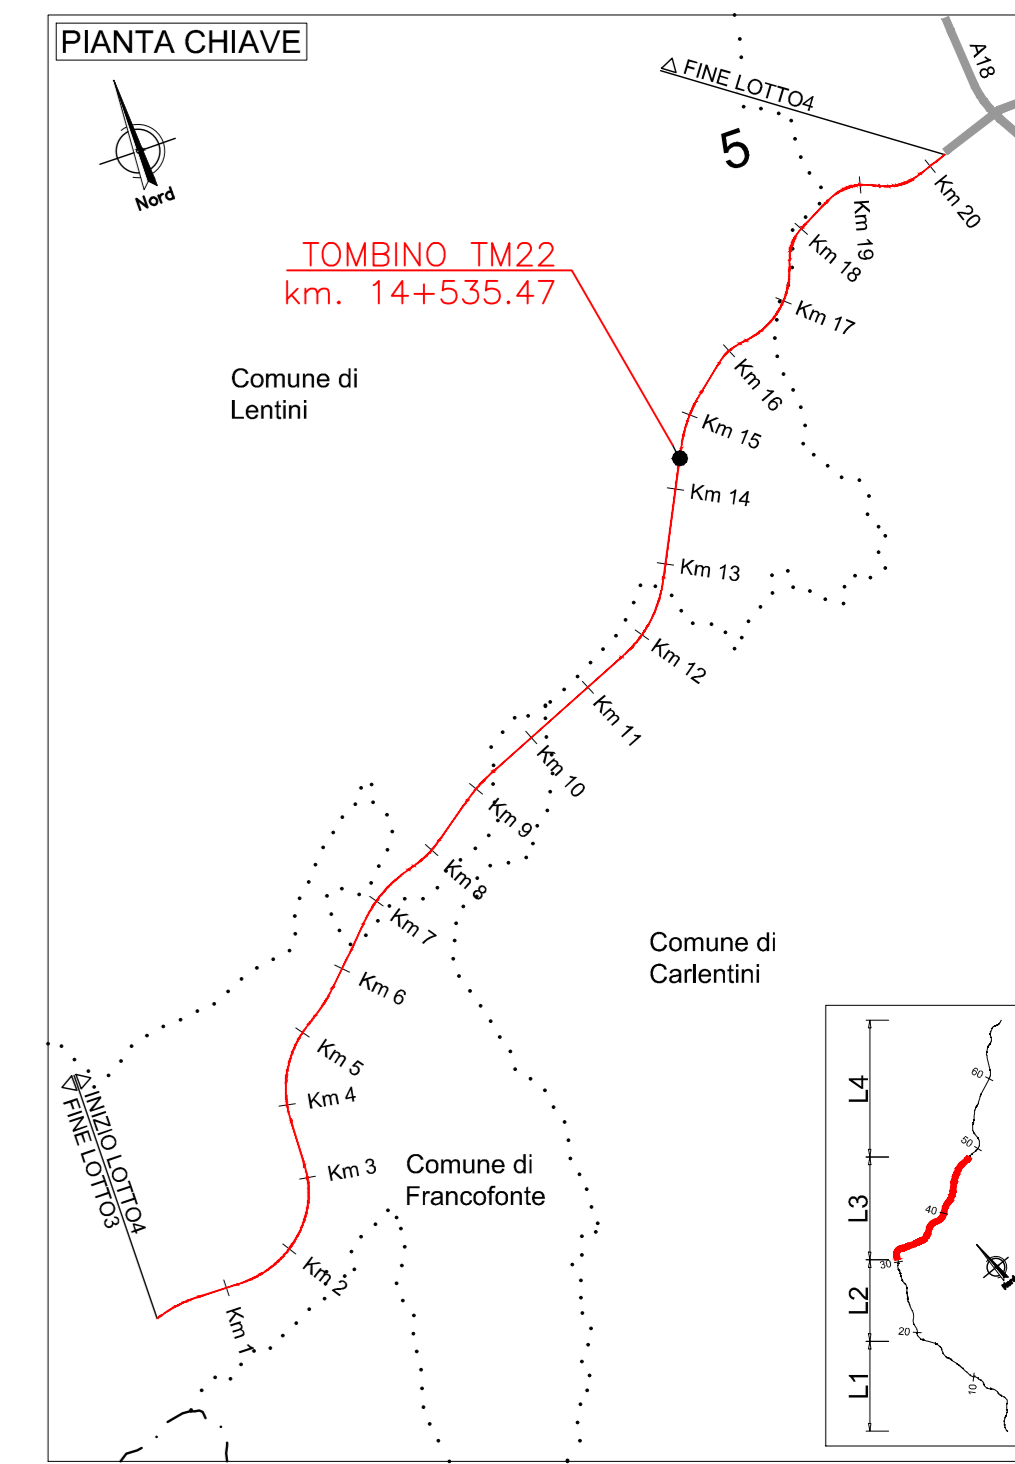 PIANTA CHIAVE
A18
FINE LOTTO4
5
Nord
Km 20
Km 19
Km 18
TOMBINO TM22
km. 14+535.47
Km 17
Comune di
Lentini
Km 16
Km 15
Km 14
Km 13
Km 12
Km 11
Km 10
Km 9
Km 8
Km 7
Comune di
Carlentini
Km 6
Km 5
Km 4
INIZIO LOTTO4
FINE LOTTO3
Km 3
Comune di
Francofonte
Km 2
Km 1
L4
60
50
L3
40
30
L2
20
L1
10